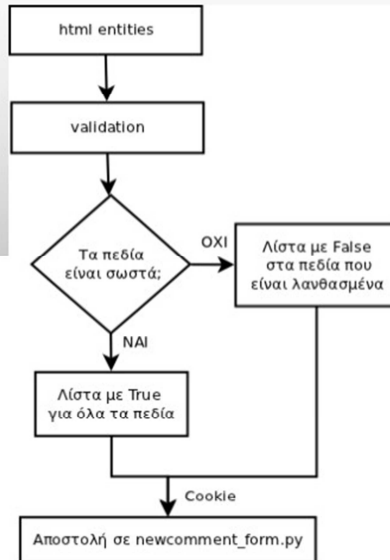 html entities
validation
Τα πεδία
είναι σωστά;
ΟΧΙ
Λίστα με False
στα πεδία που
είναι λανθασμένα
ΝΑΙ
Λίστα με True
για όλα τα πεδία
Cookie
Αποστολή σε newcomment_form.py